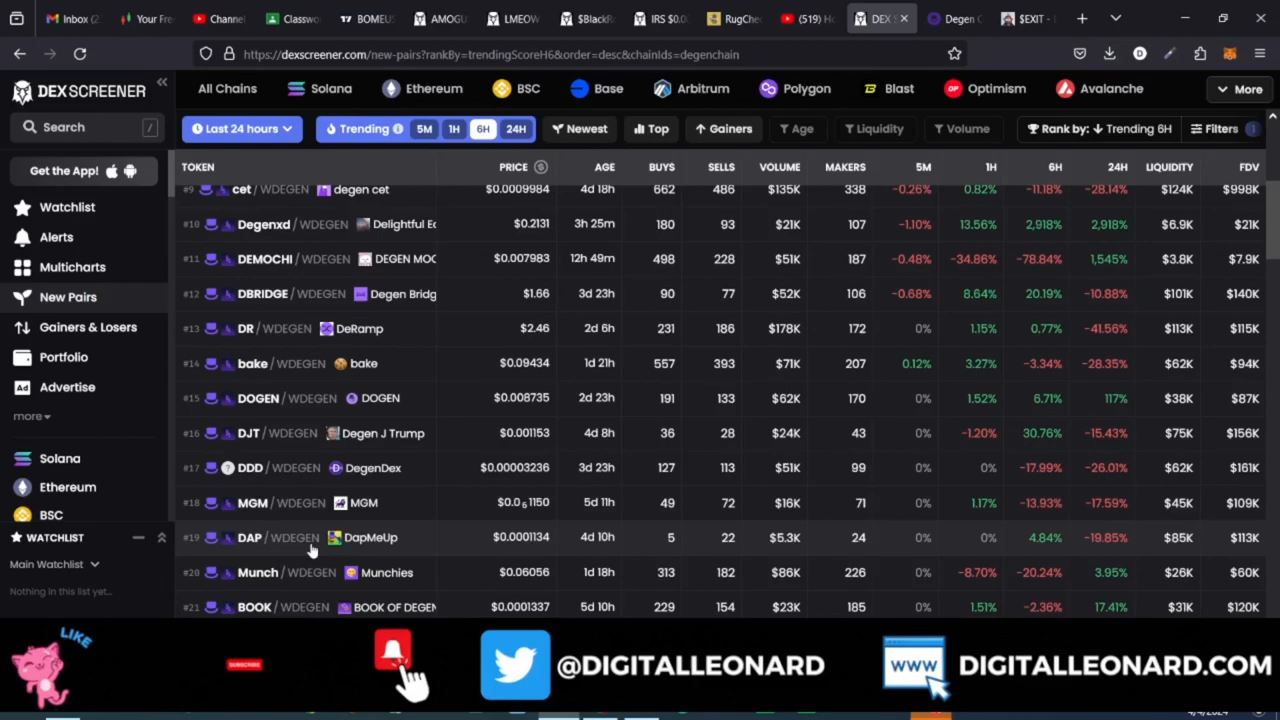 Inbox (2
Your Fre
Channel
Classwo
BOMEUS
AMOGU
LMEOW
$BlackR
IRS $0.0
RugChe
(519) Ho
DEX S
Degen C
$EXIT -
https://dexscreener.com/new-pairs?rankBy=trendingScoreH6&order=desc&chainIds=degenchain
DEX SCREENER
All Chains Solana Ethereum BSC Base Arbitrum Polygon Blast Optimism Avalanche More
Search /
Last 24 hours Trending 5M 1H 6H 24H Newest Top Gainers Age Liquidity Volume Rank by: Trending 6H Filters 1
Get the App!
Watchlist
Alerts
Multicharts
New Pairs
Gainers & Losers
Portfolio
Advertise
more
Solana
Ethereum
BSC
WATCHLIST
Main Watchlist
Nothing in this list yet...
TOKEN PRICE AGE BUYS SELLS VOLUME MAKERS 5M 1H 6H 24H LIQUIDITY FDV
#9 cet / WDEGEN degen cet $0.0009984 4d 18h 662 486 $135K 338 -0.26% 0.82% -11.18% -28.14% $124K $998K
#10 Degenxd / WDEGEN Delightful Ec $0.2131 3h 25m 180 93 $21K 107 -1.10% 13.56% 2,918% 2,918% $6.9K $21K
#11 DEMOCHI / WDEGEN DEGEN MOC $0.007983 12h 49m 498 228 $51K 187 -0.48% -34.86% -78.84% 1,545% $3.8K $7.9K
#12 DBRIDGE / WDEGEN Degen Bridg $1.66 3d 23h 90 77 $52K 106 -0.68% 8.64% 20.19% -10.88% $101K $140K
#13 DR / WDEGEN DeRamp $2.46 2d 6h 231 186 $178K 172 0% 1.15% 0.77% -41.56% $113K $115K
#14 bake / WDEGEN bake $0.09434 1d 21h 557 393 $71K 207 0.12% 3.27% -3.34% -28.35% $62K $94K
#15 DOGEN / WDEGEN DOGEN $0.008735 2d 23h 191 133 $62K 170 0% 1.52% 6.71% 117% $38K $87K
#16 DJT / WDEGEN Degen J Trump $0.001153 4d 8h 36 28 $24K 43 0% -1.20% 30.76% -15.43% $75K $156K
#17 DDD / WDEGEN DegenDex $0.00003236 3d 23h 127 113 $51K 99 0% 0% -17.99% -26.01% $62K $161K
#18 MGM / WDEGEN MGM $0.0₅1150 5d 11h 49 72 $16K 71 0% 1.17% -13.93% -17.59% $45K $109K
#19 DAP / WDEGEN DapMeUp $0.0001134 4d 10h 5 22 $5.3K 24 0% 0% 4.84% -19.85% $85K $113K
#20 Munch / WDEGEN Munchies $0.06056 1d 18h 313 182 $86K 226 0% -8.70% -20.24% 3.95% $26K $60K
#21 BOOK / WDEGEN BOOK OF DEGEN $0.0001337 5d 10h 229 154 $23K 185 0% 1.51% -2.36% 17.41% $31K $120K
LIKE
SUBSCRIBE
@DIGITALLEONARD
WWW
DIGITALLEONARD.COM
4/4/2024